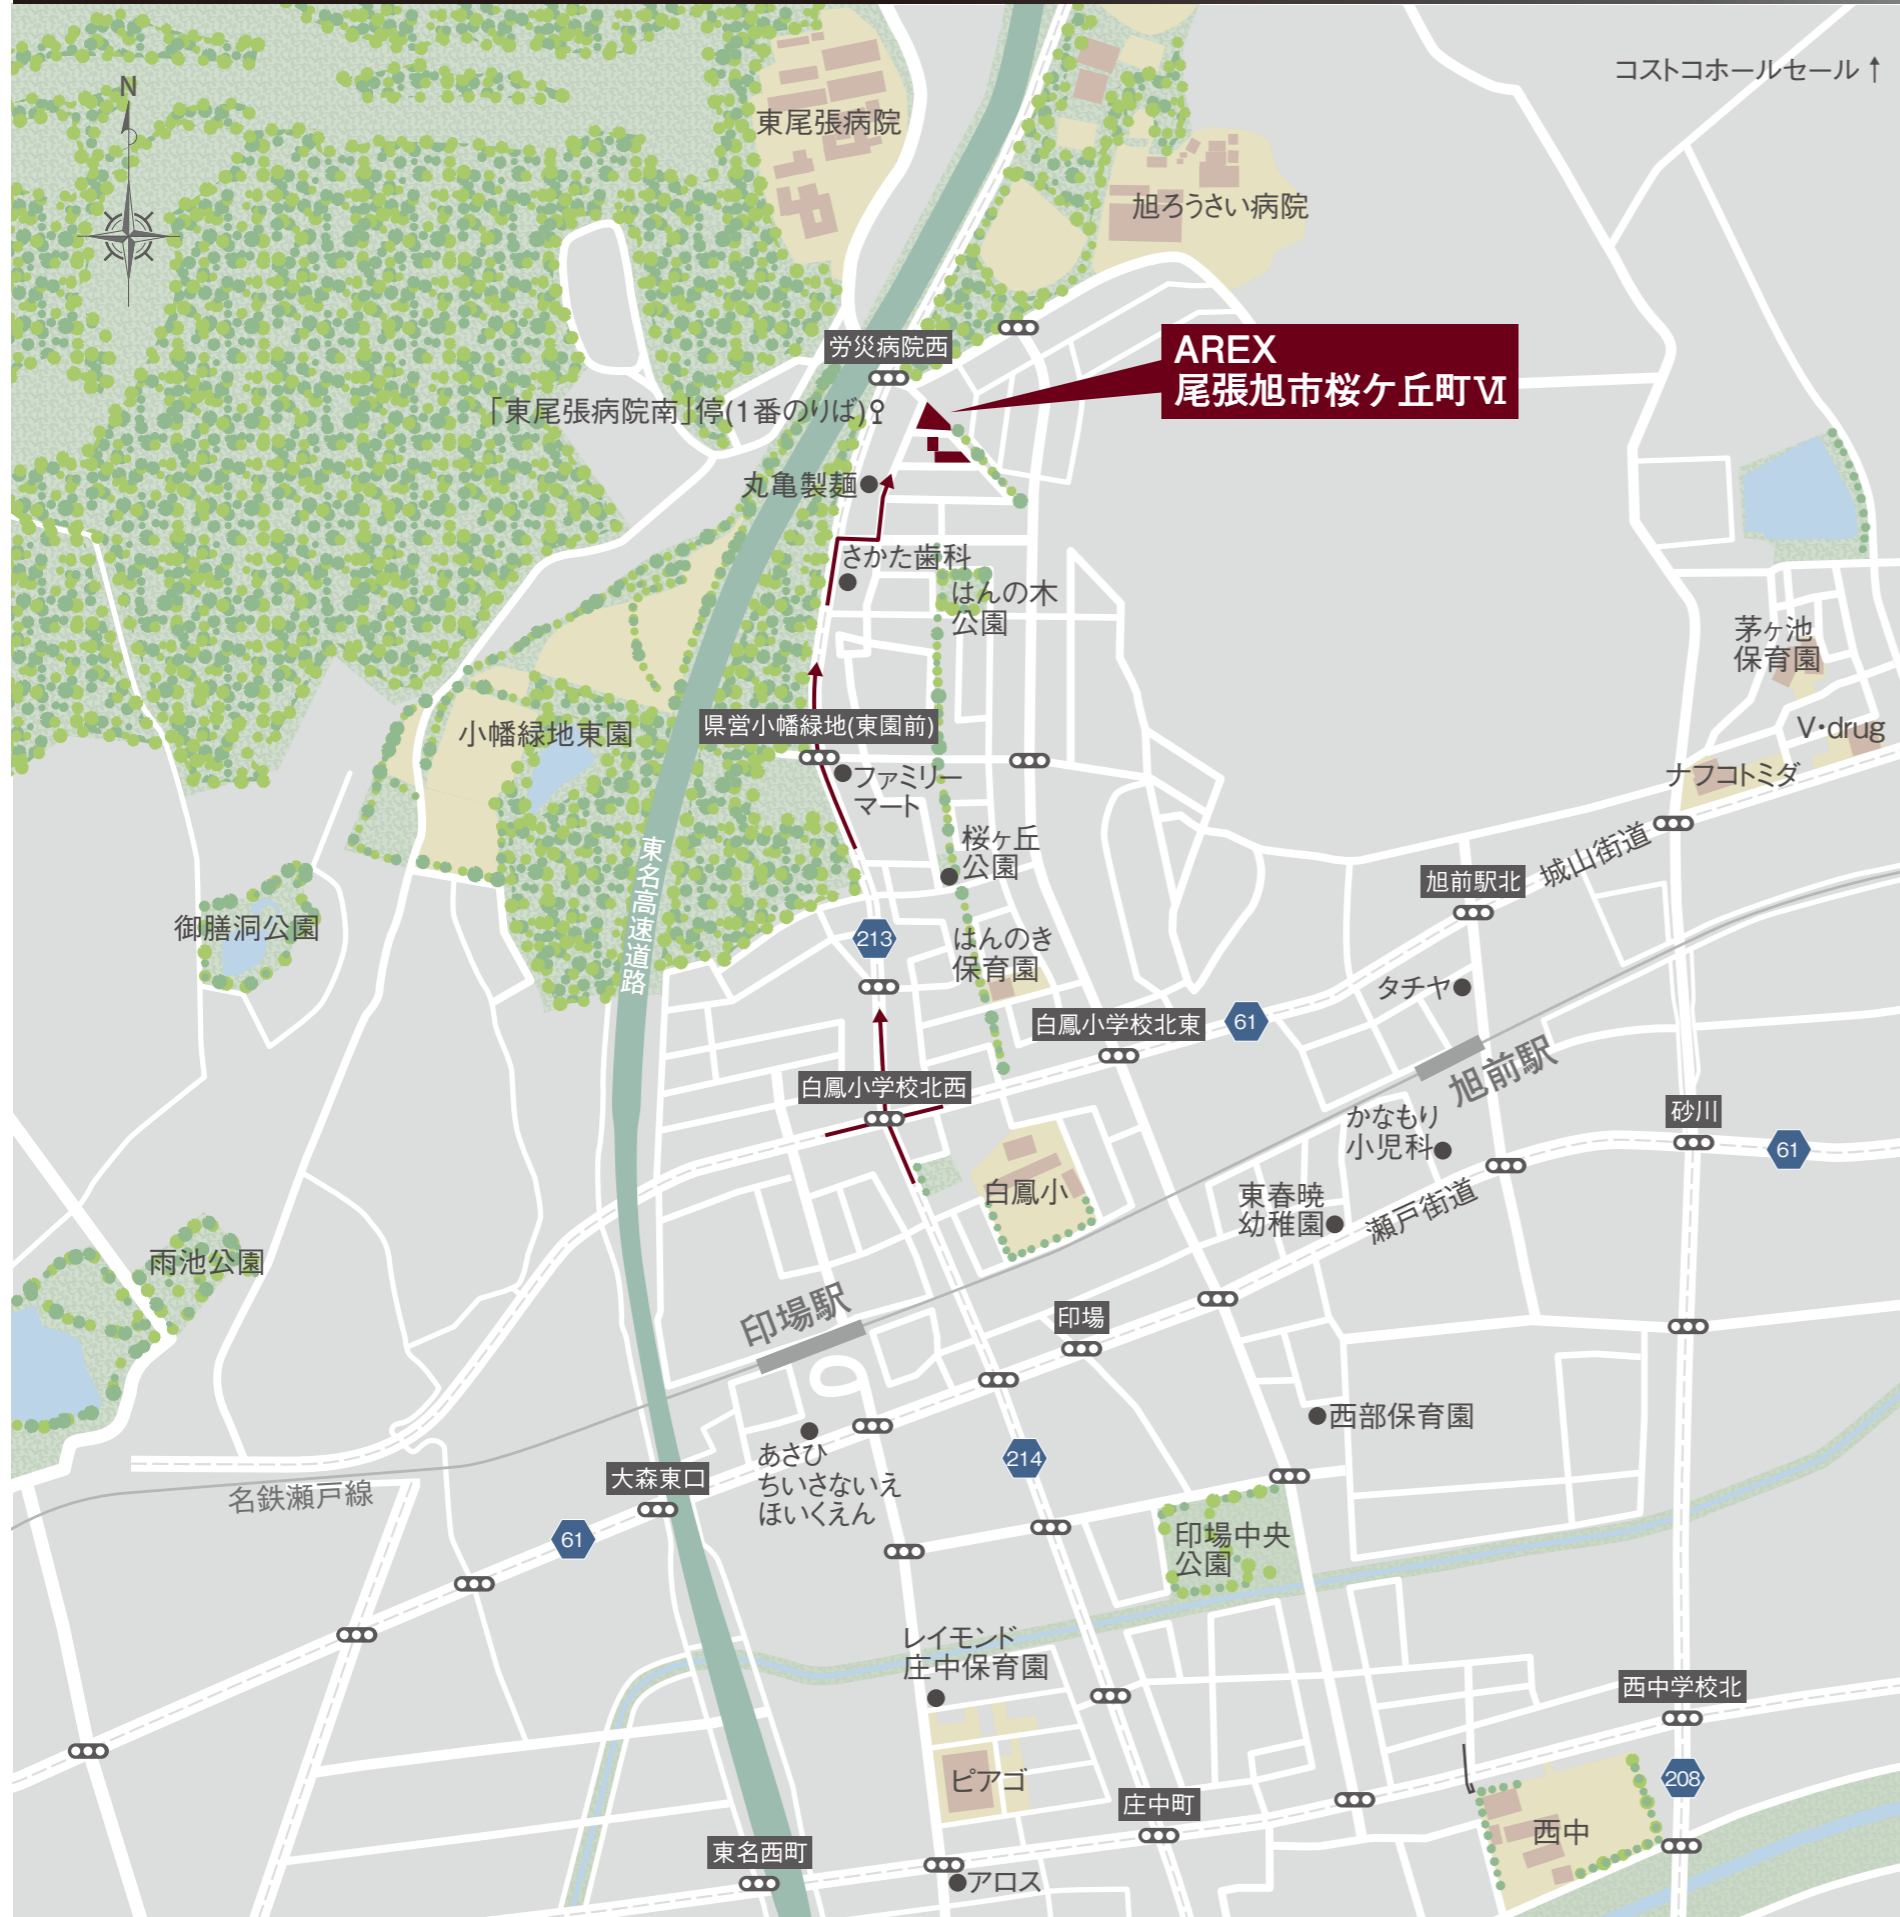 N
コストコホールセール↑
東尾張病院
旭ろうさい病院
労災病院西
AREX
尾張旭市桜ケ丘町Ⅵ
「東尾張病院南」停(1番のりば)
丸亀製麺
さかた歯科
はんの木
公園
茅ヶ池
保育園
小幡緑地東園
県営小幡緑地(東園前)
V・drug
ナフコトミダ
ファミリー
マート
桜ヶ丘
公園
東名高速道路
城山街道
旭前駅北
御膳洞公園
213
はんのき
保育園
タチヤ
白鳳小学校北東
61
旭前駅
白鳳小学校北西
かなもり
小児科
砂川
61
白鳳小
東春暁
幼稚園
瀬戸街道
雨池公園
印場駅
印場
西部保育園
あさひ
ちいさないえ
ほいくえん
214
大森東口
名鉄瀬戸線
61
印場中央
公園
レイモンド
庄中保育園
西中学校北
ピアゴ
208
庄中町
西中
東名西町
アロス